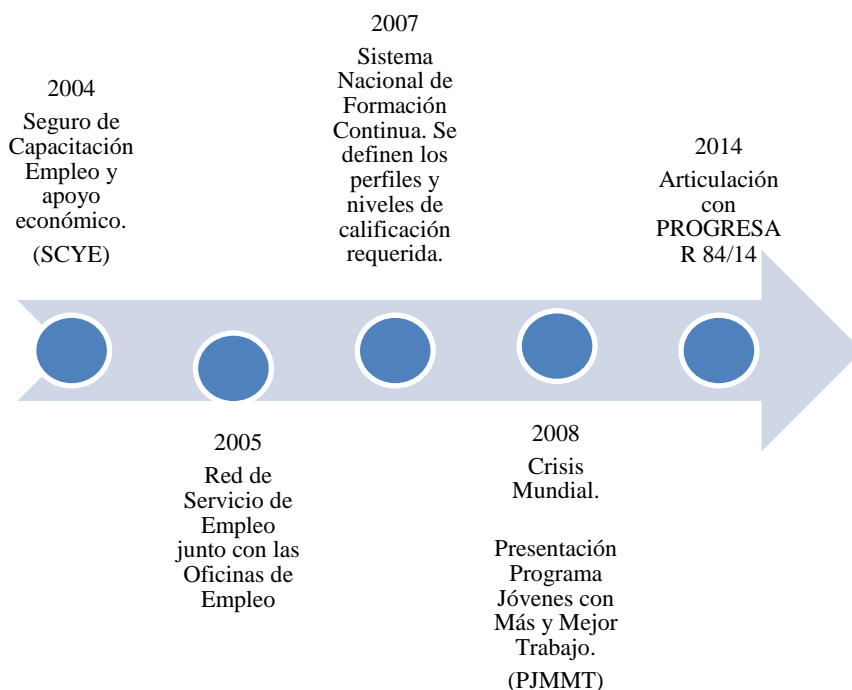 2004
Seguro de
Capacitación
Empleo y
apoyo
económico.
(SCYE)
2005
Red de
Servicio de
Empleo
junto con las
Oficinas de
Empleo
2007
Sistema
Nacional de
Formación
Continua. Se
definen los
perfiles y
niveles de
calificación
requerida.
2008
Crisis
Mundial.
Presentación
Programa
Jóvenes con
Más y Mejor
Trabajo.
(PJMMT)
2014
Articulación
con
PROGRESA
R 84/14